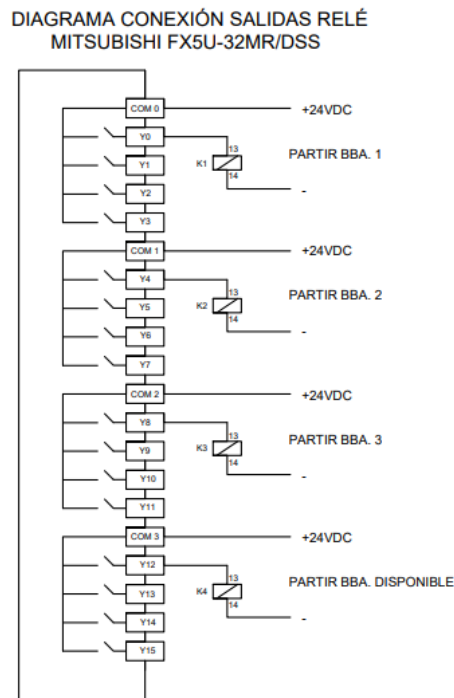 DIAGRAMA CONEXIÓN SALIDAS RELÉ
MITSUBISHI FX5U-32MR/DSS
COM 0
+24VDC
Y0
13
K1
14
PARTIR BBA. 1
Y1
Y2
-
Y3
COM 1
+24VDC
Y4
13
K2
14
PARTIR BBA. 2
Y5
Y6
-
Y7
COM 2
+24VDC
Y8
13
K3
14
PARTIR BBA. 3
Y9
Y10
-
Y11
COM 3
+24VDC
Y12
13
K4
14
PARTIR BBA. DISPONIBLE
Y13
Y14
-
Y15